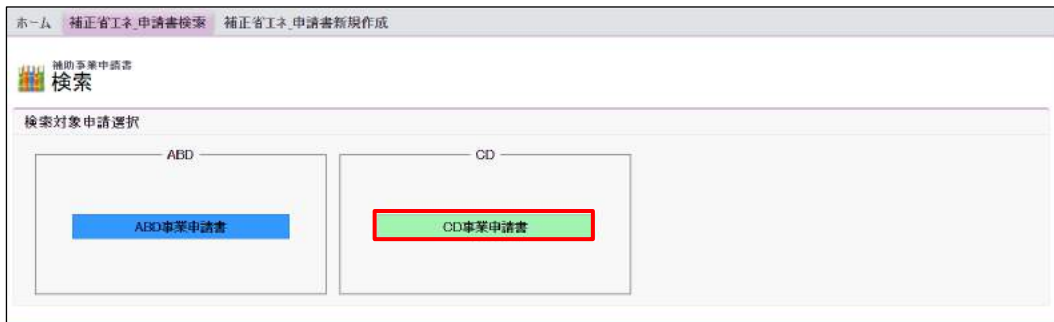 ホーム 補正省エネ_申請書検索 補正省エネ_申請書新規作成
補助事業申請書
検索
検索対象申請選択
ABD CD
ABD事業申請書 CD事業申請書